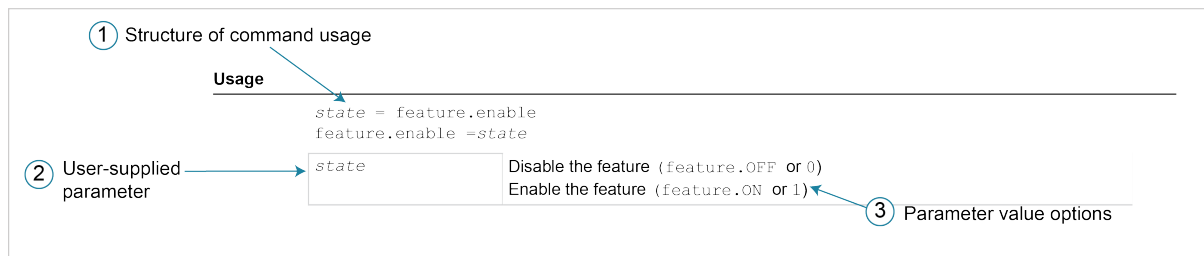 1 Structure of command usage
Usage
state = feature.enable
feature.enable =state
2 User-supplied
parameter
state
Disable the feature (feature.OFF or 0)
Enable the feature (feature.ON or 1)
3 Parameter value options